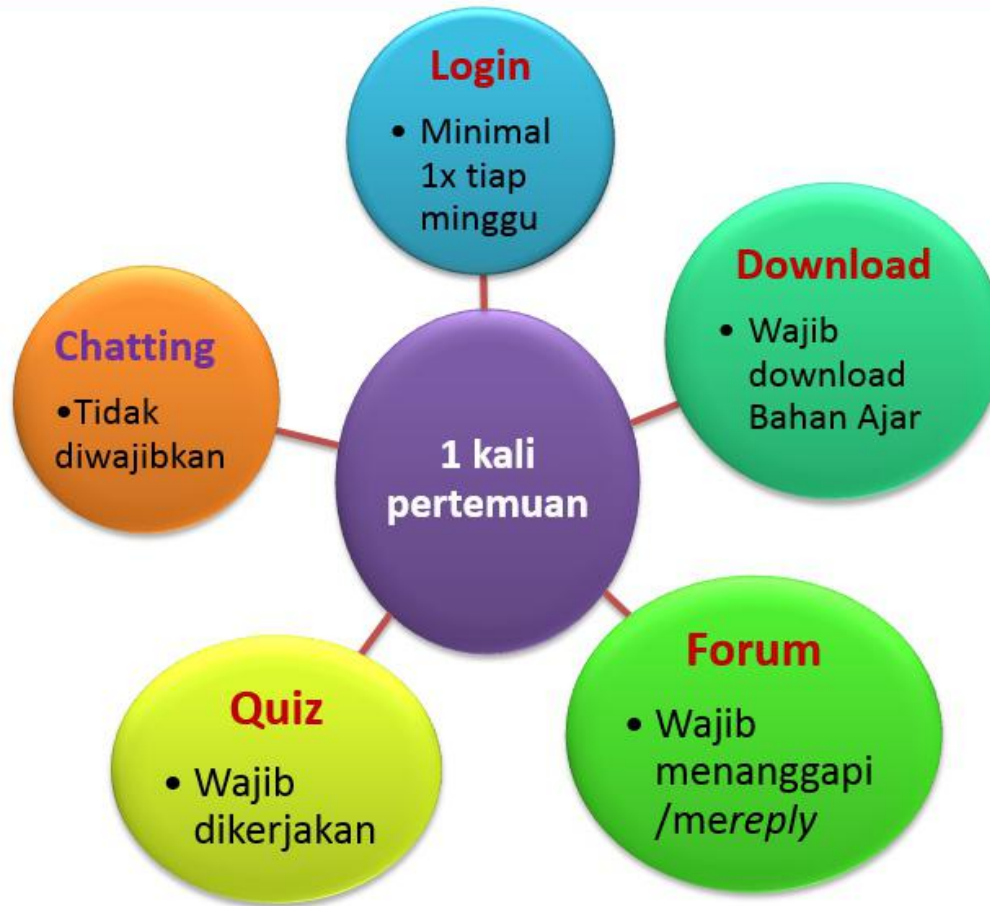 Login
• Minimal
1x tiap
minggu
Download
• Wajib
download
Bahan Ajar
Chatting
•Tidak
diwajibkan
1 kali
pertemuan
Forum
• Wajib
menanggapi
/mereply
Quiz
• Wajib
dikerjakan